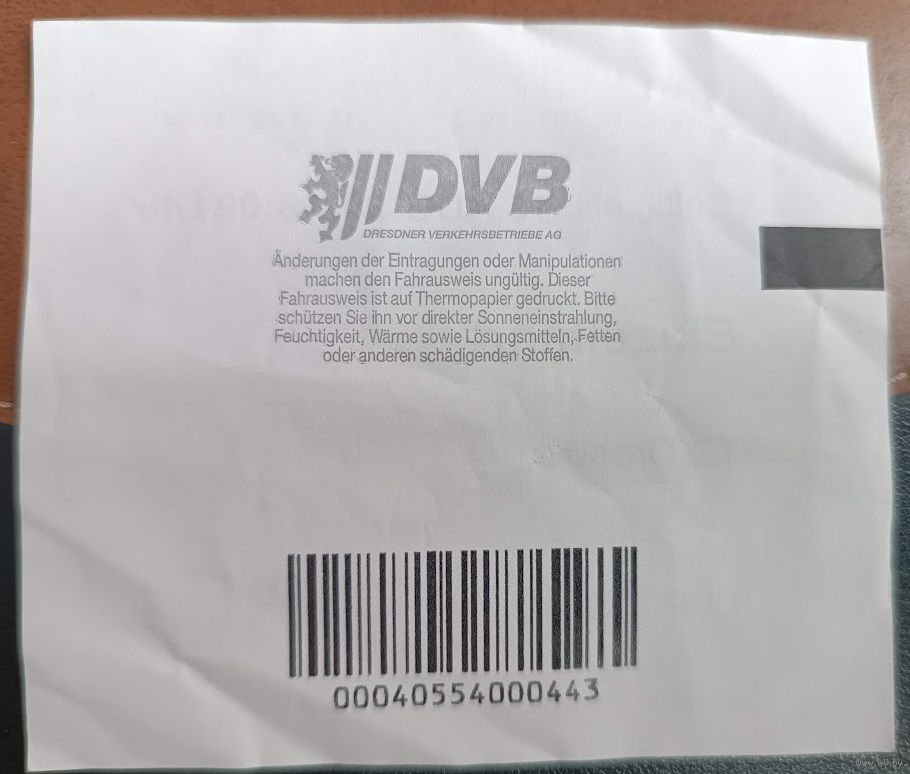 DVB
DRESDNER VERKEHRSBETRIEBE AG
Änderungen der Eintragungen oder Manipulationen
machen den Fahrausweis ungültig. Dieser
Fahrausweis ist auf Thermopapier gedruckt. Bitte
schützen Sie ihn vor direkter Sonneneinstrahlung,
Feuchtigkeit, Wärme sowie Lösungsmitteln, Fetten
oder anderen schädigenden Stoffen.
00040554000443